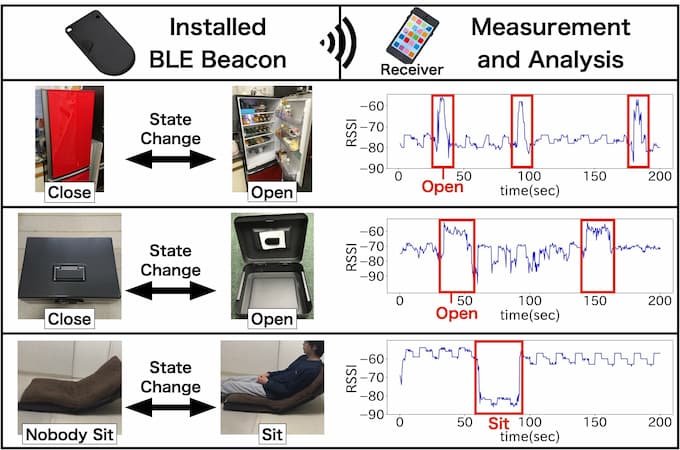 Installed
BLE Beacon
Receiver
Measurement
and Analysis
State
Change
Close
Open
RSSI
−60
−70
−80
−90
0
50
100
150
200
Open
time(sec)
State
Change
Close
Open
RSSI
−60
−70
−80
−90
0
50
100
150
200
Open
time(sec)
State
Change
Nobody Sit
Sit
RSSI
−60
−70
−80
−90
0
50
100
150
200
Sit
time(sec)